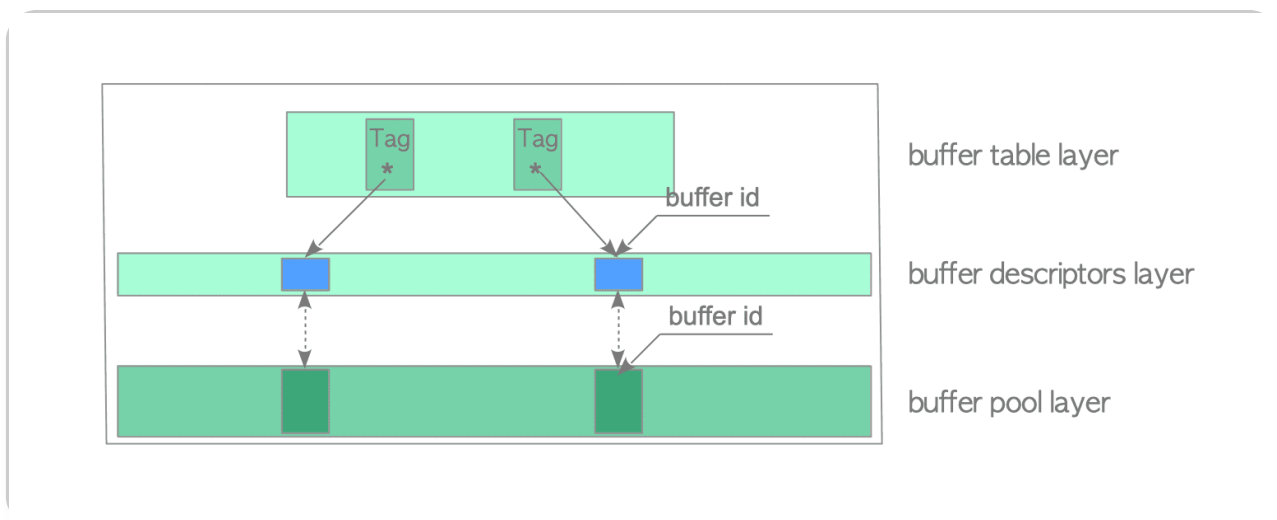 Tag
*
Tag
*
buffer table layer
buffer id
buffer descriptors layer
buffer id
buffer pool layer